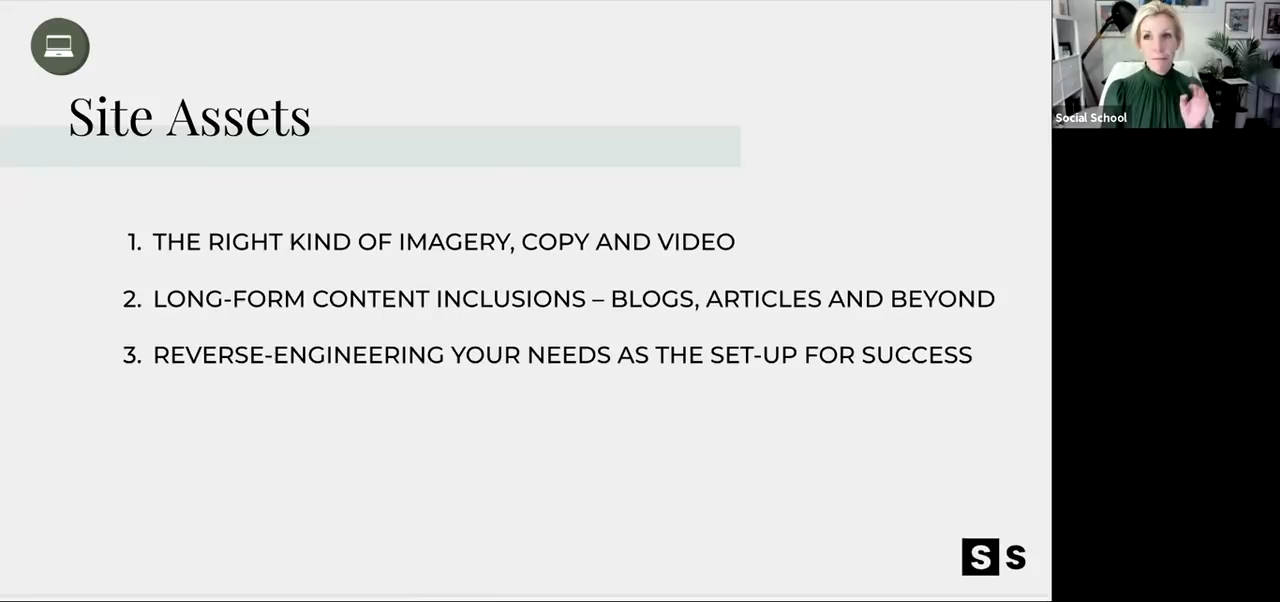 Site Assets
1. THE RIGHT KIND OF IMAGERY, COPY AND VIDEO
2. LONG-FORM CONTENT INCLUSIONS – BLOGS, ARTICLES AND BEYOND
3. REVERSE-ENGINEERING YOUR NEEDS AS THE SET-UP FOR SUCCESS
S S
Social School